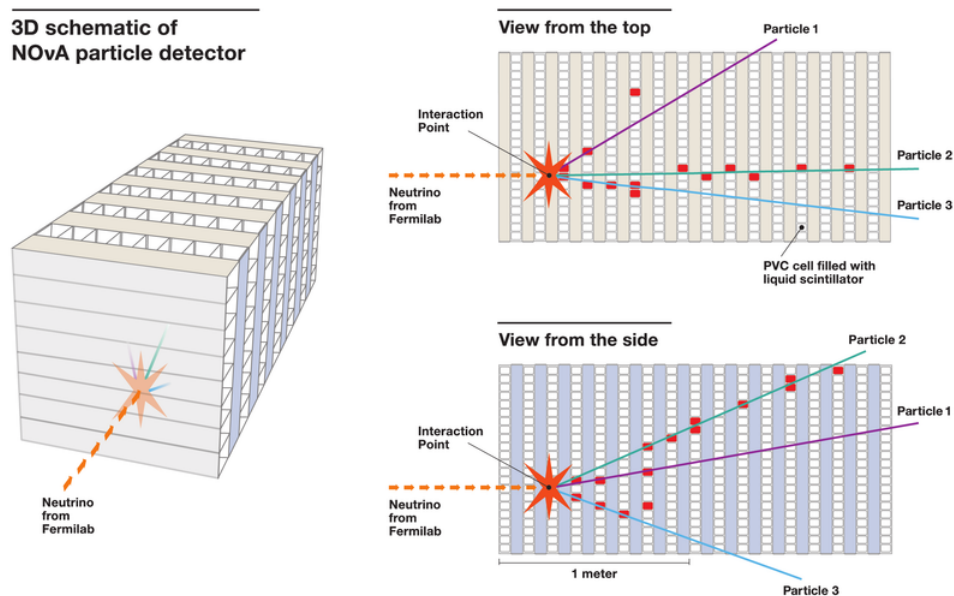 3D schematic of
NOvA particle detector
Neutrino
from
Fermilab
View from the top
Particle 1
Interaction
Point
Particle 2
Neutrino
from
Fermilab
Particle 3
PVC cell filled with
liquid scintillator
View from the side
Particle 2
Particle 1
Interaction
Point
Neutrino
from
Fermilab
1 meter
Particle 3